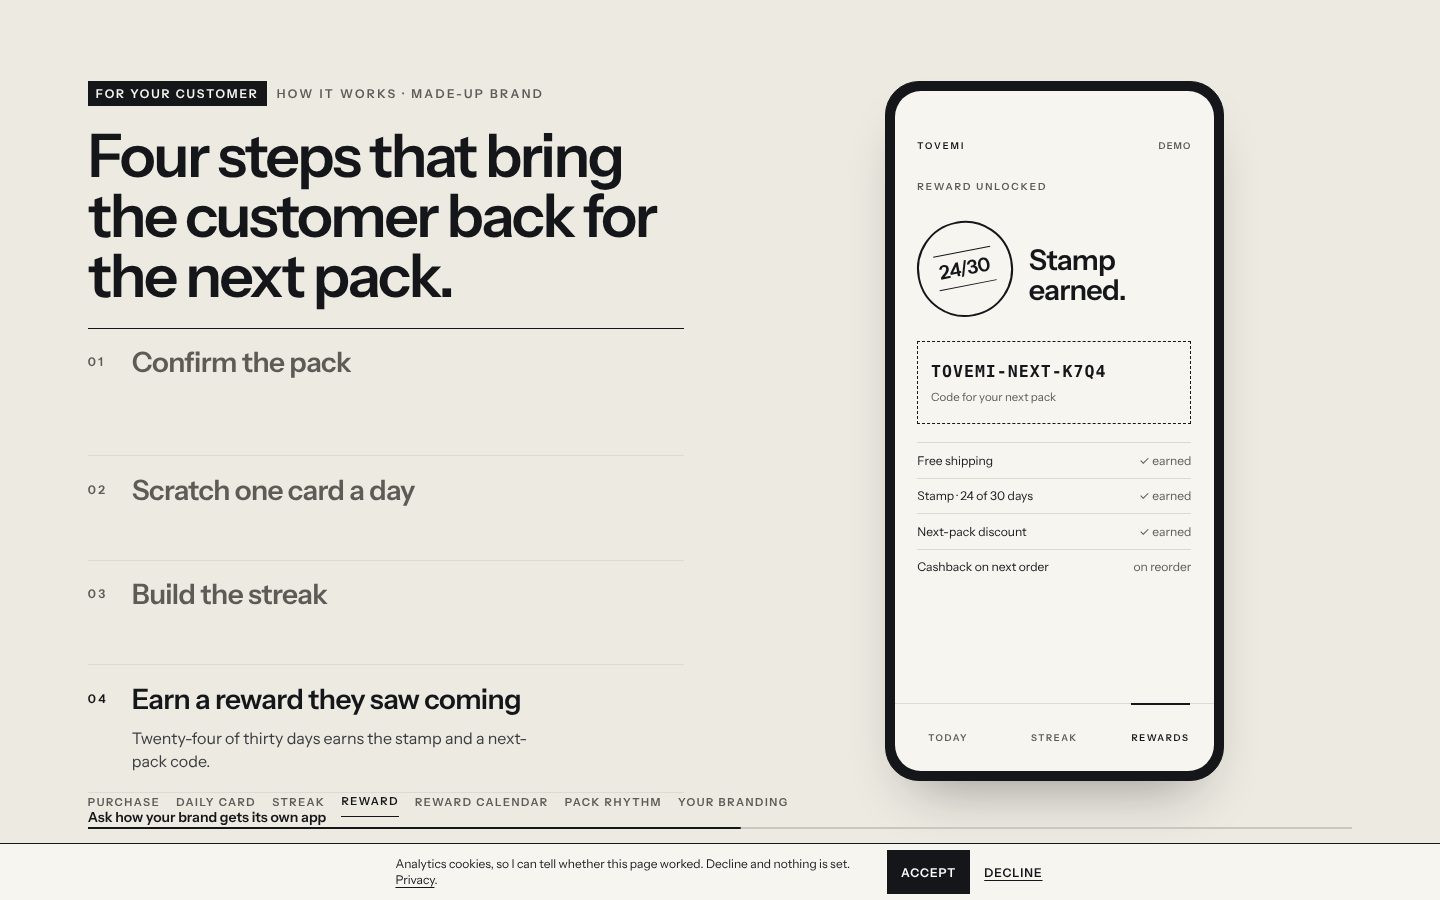 FOR YOUR CUSTOMER HOW IT WORKS · MADE-UP BRAND
Four steps that bring
the customer back for
the next pack.
01 Confirm the pack
02 Scratch one card a day
03 Build the streak
04 Earn a reward they saw coming
Twenty-four of thirty days earns the stamp and a next-
pack code.
PURCHASE DAILY CARD STREAK REWARD REWARD CALENDAR PACK RHYTHM YOUR BRANDING
Ask how your brand gets its own app
TOVEMI DEMO
REWARD UNLOCKED
24/30
Stamp
earned.
TOVEMI-NEXT-K7Q4
Code for your next pack
Free shipping ✓ earned
Stamp · 24 of 30 days ✓ earned
Next-pack discount ✓ earned
Cashback on next order on reorder
TODAY STREAK REWARDS
Analytics cookies, so I can tell whether this page worked. Decline and nothing is set.
Privacy.
ACCEPT DECLINE